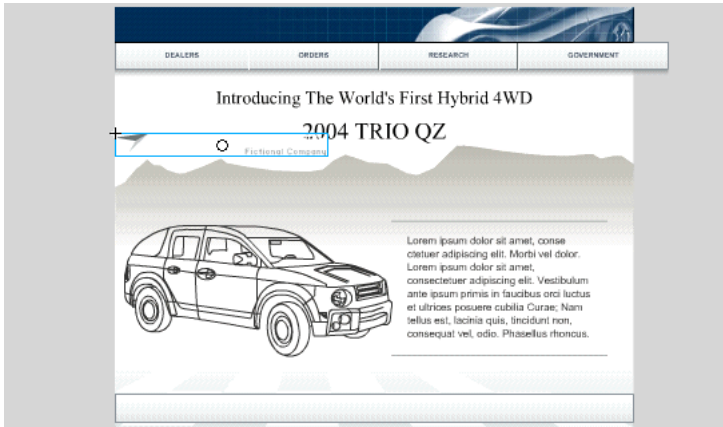 DEALERS ORDERS RESEARCH GOVERNMENT
Introducing The World's First Hybrid 4WD
2004 TRIO QZ
Fictional Company
Lorem ipsum dolor sit amet, conse
ctetuer adipiscing elit. Morbi vel dolor.
Lorem ipsum dolor sit amet,
consectetuer adipiscing elit. Vestibulum
ante ipsum primis in faucibus orci luctus
et ultrices posuere cubilia Curae; Nam
tellus est, lacinia quis, tincidunt non,
consequat vel, odio. Phasellus rhoncus.